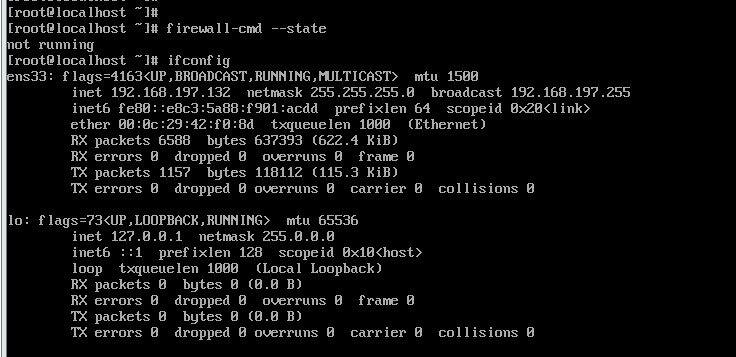 [root@localhost ~]#
[root@localhost ~]# firewall-cmd --state
not running
[root@localhost ~]# ifconfig
ens33: flags=4163<UP,BROADCAST,RUNNING,MULTICAST>  mtu 1500
        inet 192.168.197.132  netmask 255.255.255.0  broadcast 192.168.197.255
        inet6 fe80::e8c3:5a88:f901:acdd  prefixlen 64  scopeid 0x20<link>
        ether 00:0c:29:42:f0:8d  txqueuelen 1000  (Ethernet)
        RX packets 6588  bytes 637393 (622.4 KiB)
        RX errors 0  dropped 0  overruns 0  frame 0
        TX packets 1157  bytes 118112 (115.3 KiB)
        TX errors 0  dropped 0 overruns 0  carrier 0  collisions 0
lo: flags=73<UP,LOOPBACK,RUNNING>  mtu 65536
        inet 127.0.0.1  netmask 255.0.0.0
        inet6 ::1  prefixlen 128  scopeid 0x10<host>
        loop  txqueuelen 1000  (Local Loopback)
        RX packets 0  bytes 0 (0.0 B)
        RX errors 0  dropped 0  overruns 0  frame 0
        TX packets 0  bytes 0 (0.0 B)
        TX errors 0  dropped 0 overruns 0  carrier 0  collisions 0